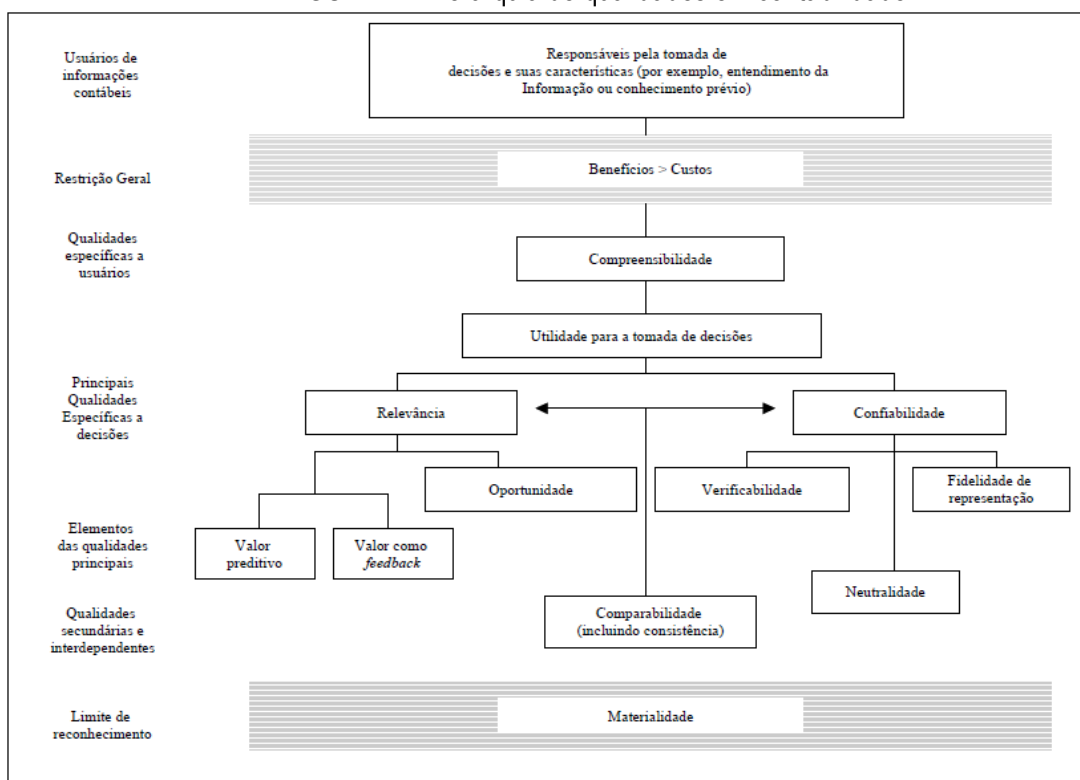 Usuários de
informações
contábeis
Responsáveis pela tomada de
decisões e suas características (por exemplo, entendimento da
Informação ou conhecimento prévio)
Restrição Geral
Benefícios > Custos
Qualidades
específicas a
usuários
Compreensibilidade
Utilidade para a tomada de decisões
Principais
Qualidades
Específicas a
decisões
Relevância
Confiabilidade
Oportunidade
Verificabilidade
Fidelidade de
representação
Elementos
das qualidades
principais
Valor
preditivo
Valor como
feedback
Neutralidade
Qualidades
secundárias e
interdependentes
Comparabilidade
(incluindo consistência)
Limite de
reconhecimento
Materialidade